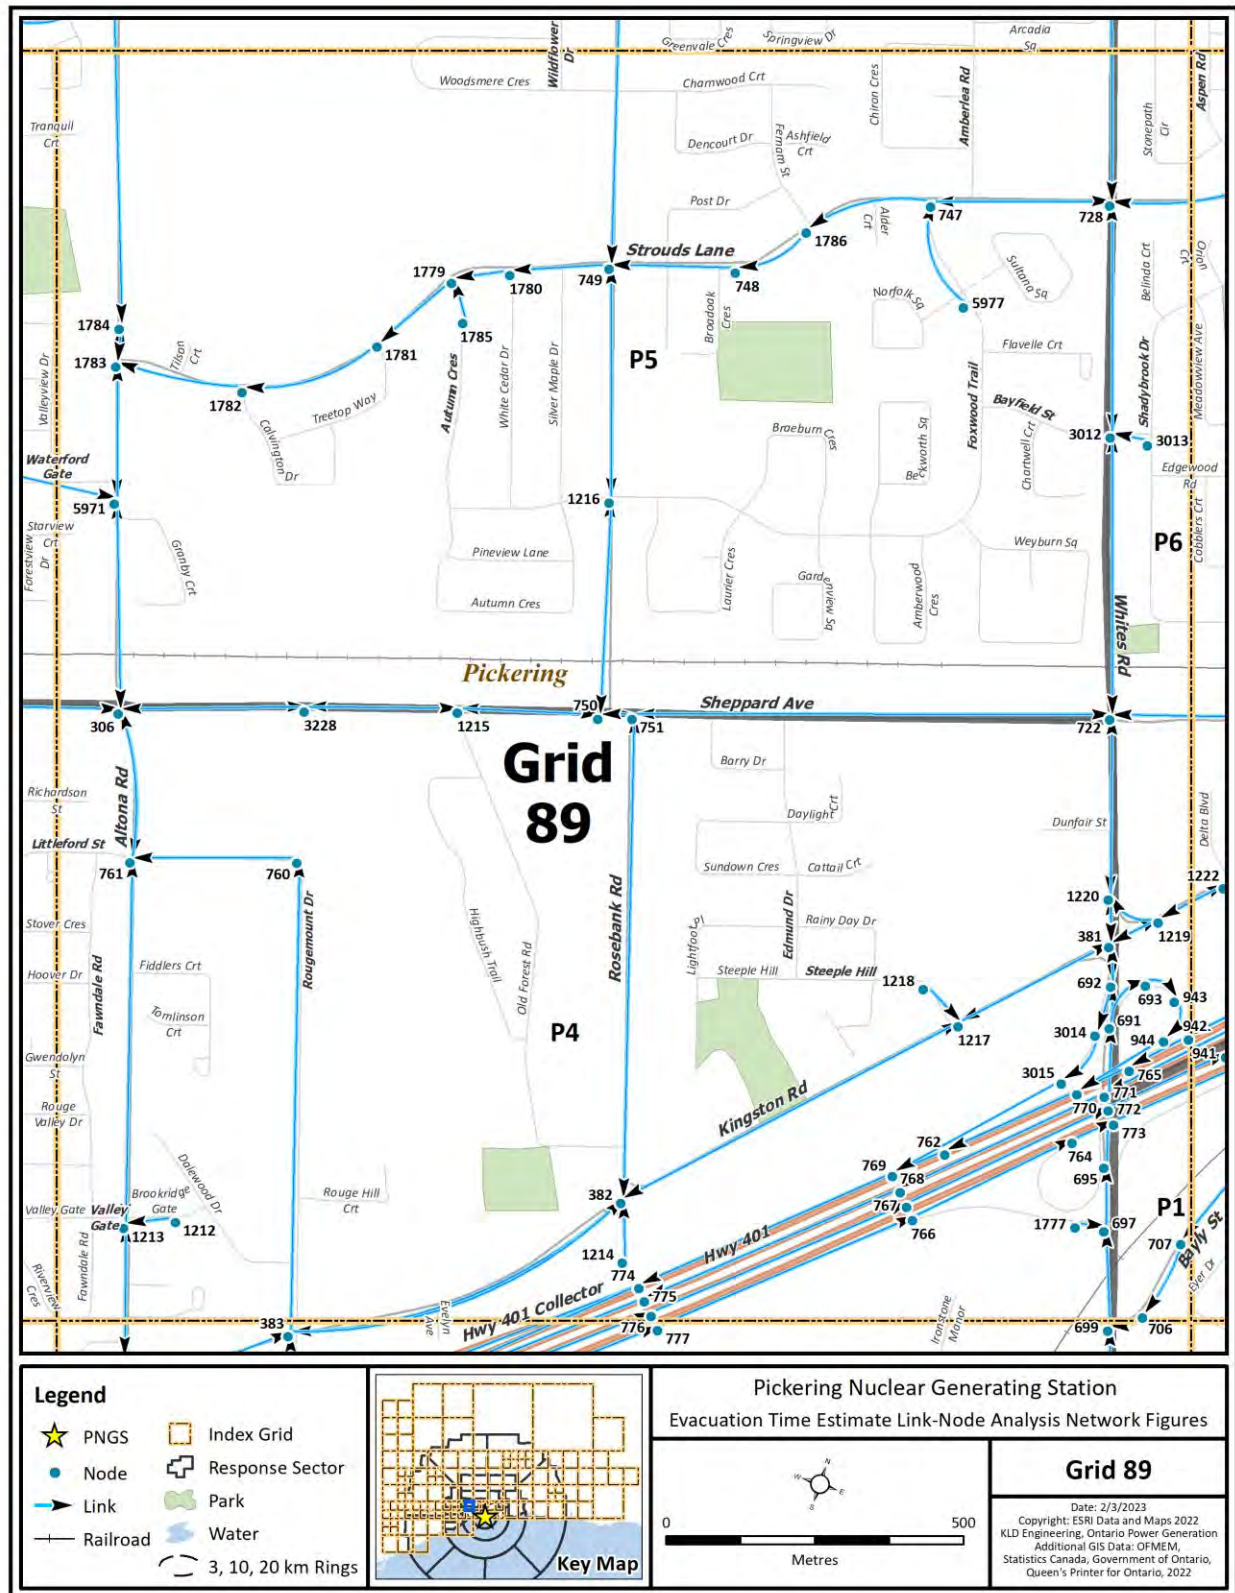 Arcadia
Sq
Springview Dr
Greenvale Cres
Wildflower
Dr
Woodsmere Cres
Charnwood Crt
Chiron Cres
Amberlea Rd
Aspen Rd
Stonepath
Cir
Tranquil
Crt
Dencourt Dr
Fernam St
Ashfield
Crt
Post Dr
Alder
Crt
747
728
1786
Strouds Lane
1779
1780
749
748
Sultana Sq
Norfolk Sq
5977
Belinda Crt
Orion
Crt
1784
1785
Broadoak
Cres
1783
Tilson
Crt
1781
P5
Flavelle Crt
Valleyview Dr
1782
Treetop Way
Autumn Cres
White Cedar Dr
Silver Maple Dr
Foxwood Trail
Bayfield St
Shadybrook Dr
Meadowview Ave
Calvington
Dr
Braeburn Cres
Beckworth Sq
Chartwell Crt
3012
3013
Waterford
Gate
Edgewood
Rd
5971
1216
Cobblers Crt
Starview
Crt
Forestview
Dr
Granby Crt
Pineview Lane
Autumn Cres
Laurier Cres
Gardenview Sq
Amberwood
Cres
Weyburn Sq
P6
Whites Rd
Pickering
Sheppard Ave
306
3228
1215
750
751
722
Grid
89
Barry Dr
Richardson
St
Altona Rd
Daylight Crt
Dunfair St
Delta Blvd
Littleford St
761
760
Sundown Cres
Cattail Crt
1222
Rougemount Dr
Rosebank Rd
Edmund Dr
1220
Stover Cres
Highbush Trail
Old Forest Rd
Lightfoot Pl
Rainy Day Dr
1219
381
Hoover Dr
Fawndale Rd
Fiddlers Crt
Steeple Hill
Steeple Hill
1218
692
693
943
Tomlinson
Crt
P4
1217
3014
691
944
942
941
Gwendolyn
St
3015
765
Rouge
Valley Dr
Kingston Rd
770
771
772
773
762
764
769
768
695
Dalewood Dr
Brookridge
Gate
Rouge Hill
Crt
382
767
Valley Gate
Valley
Gate
1213
1212
766
1777
697
P1
707
Bayly St
Eyer Dr
Riverview
Cres
Fawndale Rd
1214
Hwy 401
774
775
Hwy 401 Collector
383
Evelyn
Ave
776
777
Ironstone
Manor
699
706
Legend
PNGS
Node
Link
Railroad
Index Grid
Response Sector
Park
Water
3, 10, 20 km Rings
Key Map
Pickering Nuclear Generating Station
Evacuation Time Estimate Link-Node Analysis Network Figures
N
W
E
S
0
500
Metres
Grid 89
Date: 2/3/2023
Copyright: ESRI Data and Maps 2022
KLD Engineering, Ontario Power Generation
Additional GIS Data: OFMEM,
Statistics Canada, Government of Ontario,
Queen's Printer for Ontario, 2022